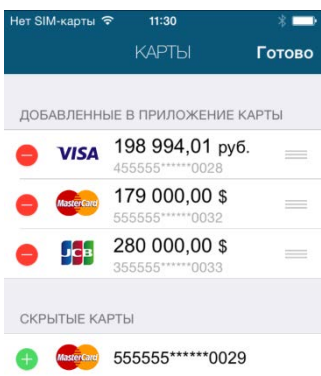 Нет SIM-карты 11:30
КАРТЫ Готово
ДОБАВЛЕННЫЕ В ПРИЛОЖЕНИЕ КАРТЫ
VISA 198 994,01 руб.
455555******0028
MasterCard 179 000,00 $
555555******0032
JCB 280 000,00 $
355555******0033
СКРЫТЫЕ КАРТЫ
MasterCard 555555******0029